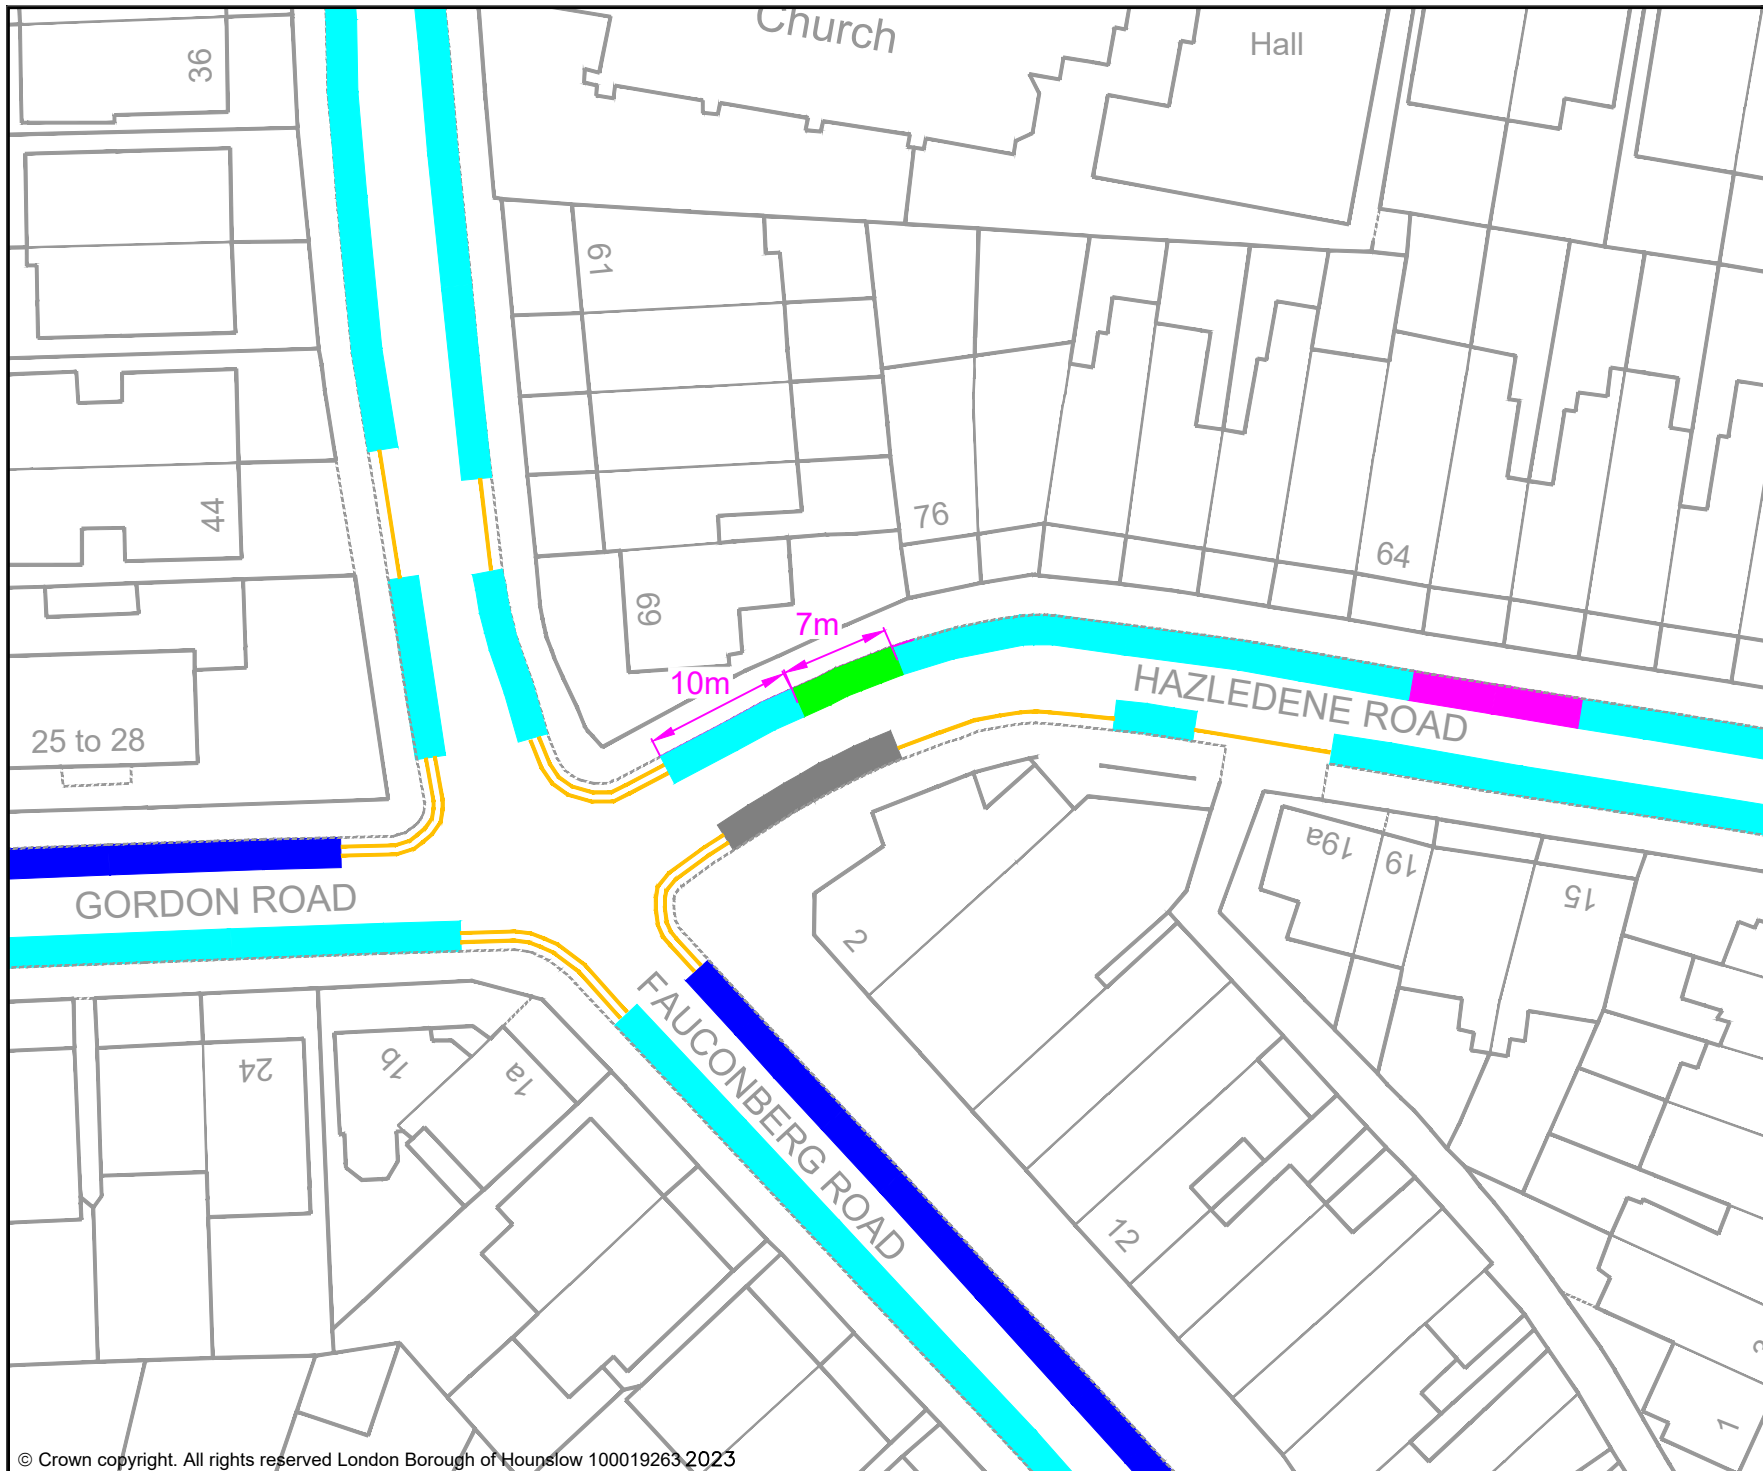 Church
Hall
36
61
44
76
64
69
7m
10m
HAZLEDENE ROAD
25 to 28
GORDON ROAD
19a
19
15
2
FAUCONBERG ROAD
24
1b
1a
12
1
© Crown copyright. All rights reserved London Borough of Hounslow 100019263 2023